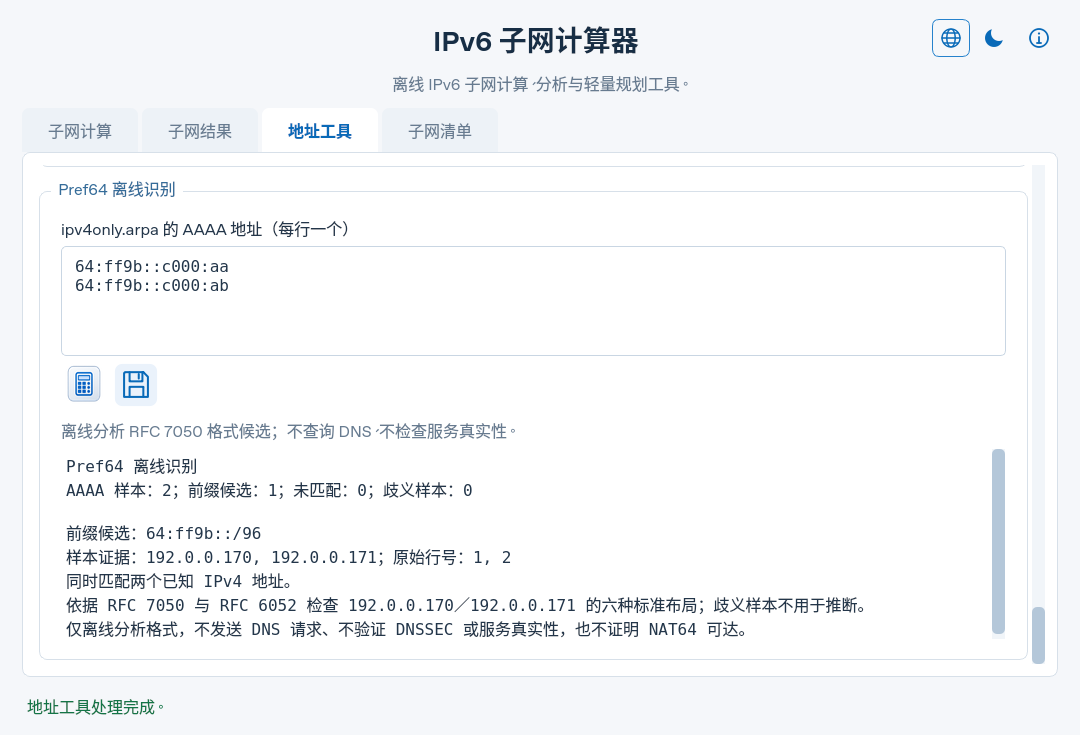 IPv6 子网计算器
离线 IPv6 子网计算、分析与轻量规划工具。
子网计算
子网结果
地址工具
子网清单
Pref64 离线识别
ipv4only.arpa 的 AAAA 地址（每行一个）
64:ff9b::c000:aa
64:ff9b::c000:ab
离线分析 RFC 7050 格式候选；不查询 DNS、不检查服务真实性。
Pref64 离线识别
AAAA 样本：2；前缀候选：1；未匹配：0；歧义样本：0
前缀候选：64:ff9b::/96
样本证据：192.0.0.170, 192.0.0.171；原始行号：1, 2
同时匹配两个已知 IPv4 地址。
依据 RFC 7050 与 RFC 6052 检查 192.0.0.170／192.0.0.171 的六种标准布局；歧义样本不用于推断。
仅离线分析格式，不发送 DNS 请求、不验证 DNSSEC 或服务真实性，也不证明 NAT64 可达。
地址工具处理完成。